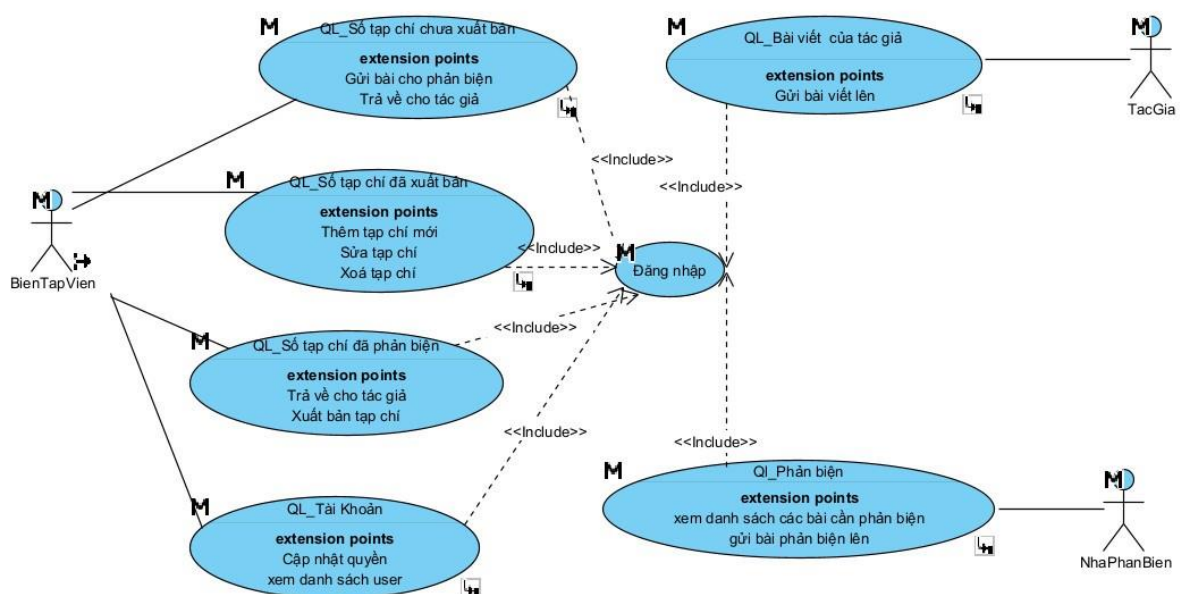 QL_Số tạp chí chưa xuất bản
extension points
Gửi bài cho phản biện
Trả về cho tác giả
QL_Bài viết của tác giả
extension points
Gửi bài viết lên
TacGia
<<Include>>
<<Include>>
QL_Số tạp chí đã xuất bản
extension points
Thêm tạp chí mới
Sửa tạp chí
Xoá tạp chí
BienTapVien
<<Include>>
Đăng nhập
<<Include>>
QL_Số tạp chí đã phản biện
extension points
Trả về cho tác giả
Xuất bản tạp chí
<<Include>>
<<Include>>
QL_Tài Khoản
extension points
Cập nhật quyền
xem danh sách user
Ql_Phản biện
extension points
xem danh sách các bài cần phản biện
gửi bài phản biện lên
NhaPhanBien